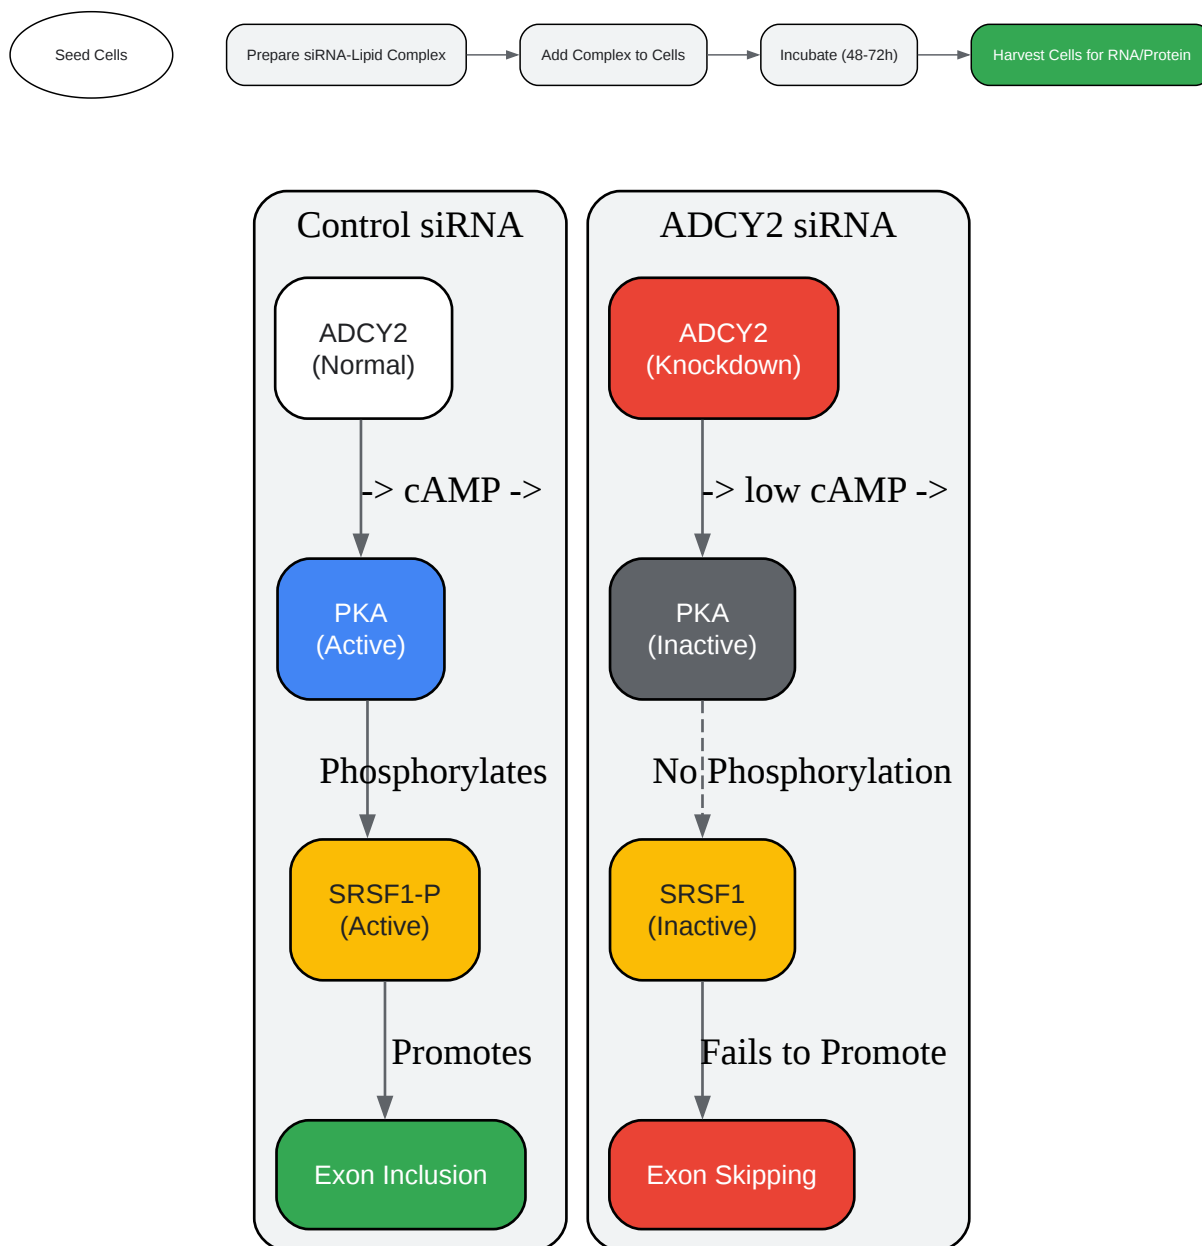 Seed Cells
Prepare siRNA-Lipid Complex
Add Complex to Cells
Incubate (48-72h)
Harvest Cells for RNA/Protein
Control siRNA
ADCY2
(Normal)
-> cAMP ->
PKA
(Active)
Phosphorylates
SRSF1-P
(Active)
Promotes
Exon Inclusion
ADCY2 siRNA
ADCY2
(Knockdown)
-> low cAMP ->
PKA
(Inactive)
No Phosphorylation
SRSF1
(Inactive)
Fails to Promote
Exon Skipping